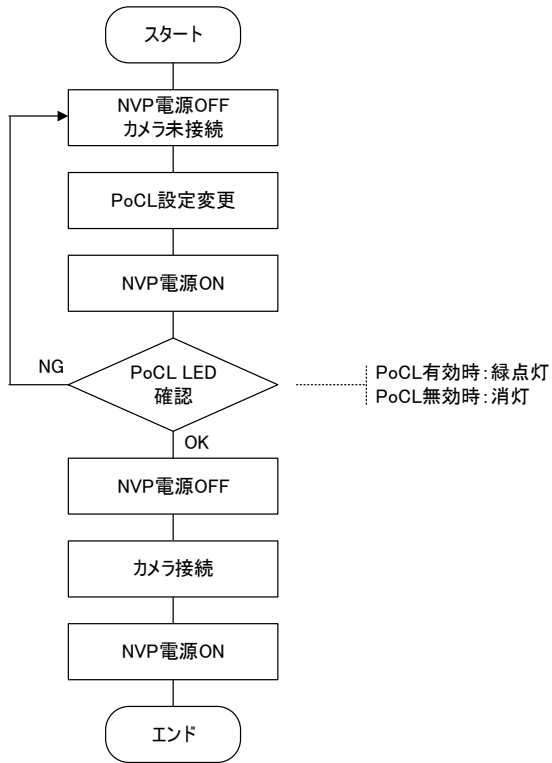 スタート
NVP電源OFF
カメラ未接続
PoCL設定変更
NVP電源ON
NG
PoCL LED
確認
PoCL有効時：緑点灯
PoCL無効時：消灯
OK
NVP電源OFF
カメラ接続
NVP電源ON
エンド